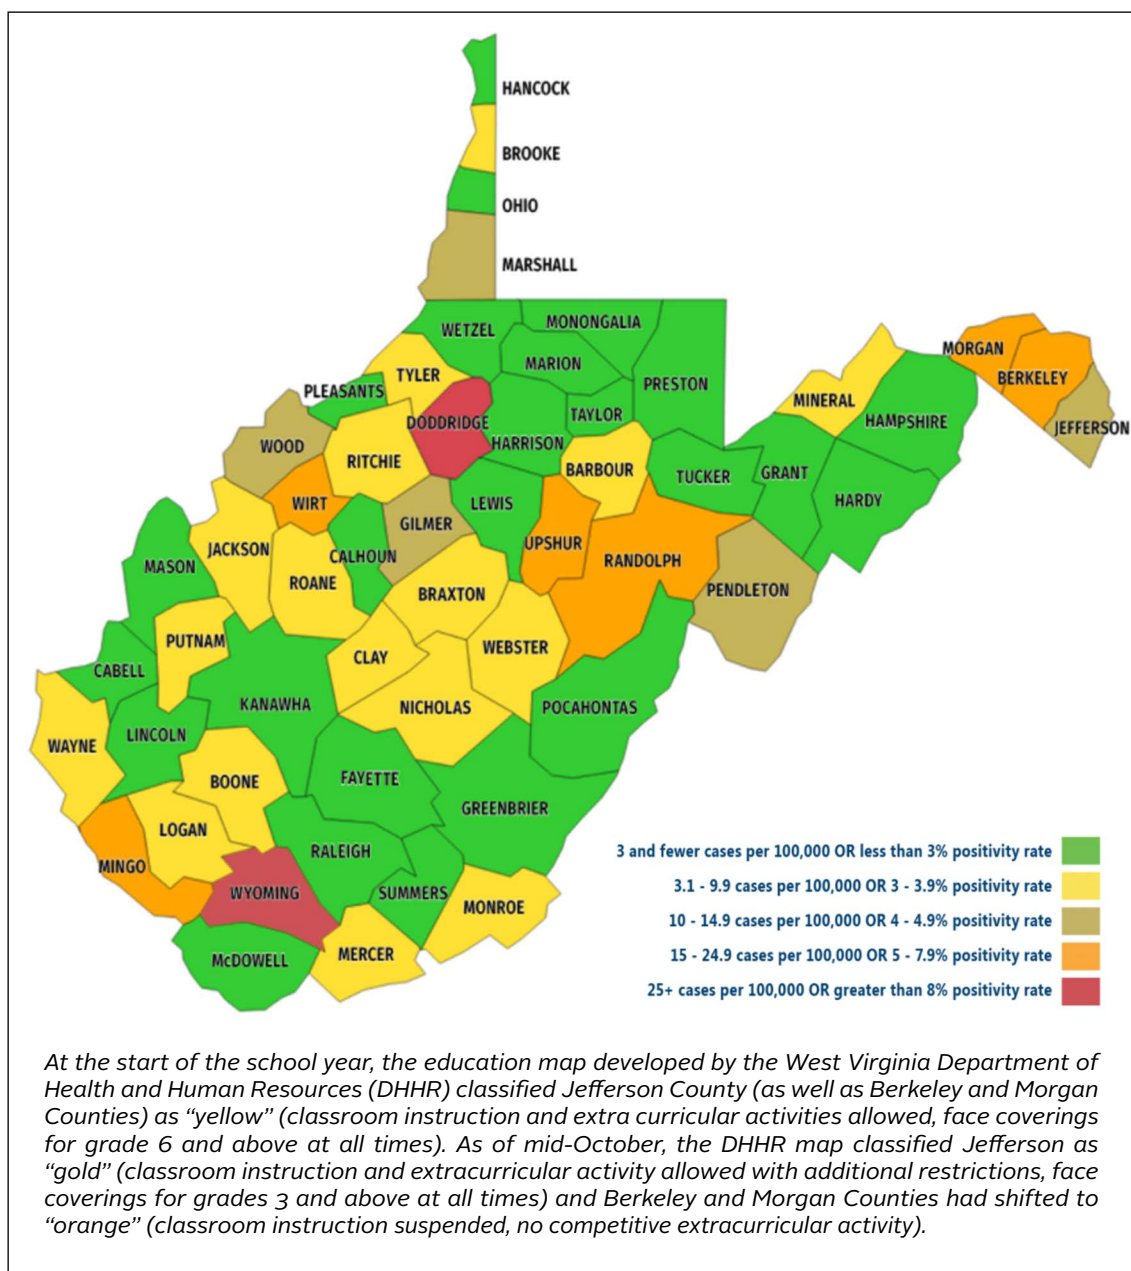 HANCOCK
BROOKE
OHIO
MARSHALL
WETZEL
MONONGALIA
MARION
PRESTON
MORGAN
BERKELEY
JEFFERSON
TYLER
PLEASANTS
MINERAL
HAMPSHIRE
TAYLOR
DODDRIDGE
HARRISON
WOOD
RITCHIE
BARBOUR
TUCKER
GRANT
HARDY
WIRT
LEWIS
GILMER
UPSHUR
RANDOLPH
JACKSON
CALHOUN
MASON
ROANE
BRAXTON
PENDLETON
PUTNAM
CLAY
WEBSTER
CABELL
KANAWHA
NICHOLAS
POCAHONTAS
LINCOLN
WAYNE
BOONE
FAYETTE
GREENBRIER
LOGAN
RALEIGH
MINGO
WYOMING
SUMMERS
MONROE
MERCER
McDOWELL
3 and fewer cases per 100,000 OR less than 3% positivity rate
3.1 - 9.9 cases per 100,000 OR 3 - 3.9% positivity rate
10 - 14.9 cases per 100,000 OR 4 - 4.9% positivity rate
15 - 24.9 cases per 100,000 OR 5 - 7.9% positivity rate
25+ cases per 100,000 OR greater than 8% positivity rate
At the start of the school year, the education map developed by the West Virginia Department of
Health and Human Resources (DHHR) classified Jefferson County (as well as Berkeley and Morgan
Counties) as “yellow” (classroom instruction and extra curricular activities allowed, face coverings
for grade 6 and above at all times). As of mid-October, the DHHR map classified Jefferson as
“gold” (classroom instruction and extracurricular activity allowed with additional restrictions, face
coverings for grades 3 and above at all times) and Berkeley and Morgan Counties had shifted to
“orange” (classroom instruction suspended, no competitive extracurricular activity).